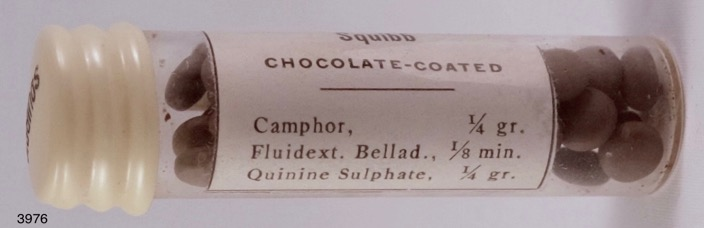 Squibb
CHOCOLATE-COATED
Camphor, ¼ gr.
Fluidext. Bellad., ⅛ min.
Quinine Sulphate, ¼ gr.
3976